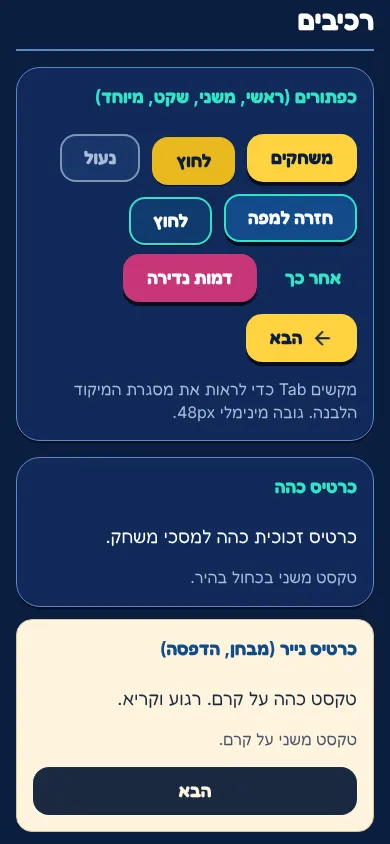 רכיבים
כפתורים (ראשי, משני, שקט, מיוחד)
משחקים לחוץ נעול
חזרה למפה לחוץ
אחר כך דמות נדירה
← הבא
מקשים Tab כדי לראות את מסגרת המיקוד
הלבנה. גובה מינימלי 48px.
כרטיס כהה
כרטיס זכוכית כהה למסכי משחק.
טקסט משני בכחול בהיר.
כרטיס נייר (מבחן, הדפסה)
טקסט כהה על קרם. רגוע וקריא.
טקסט משני על קרם.
הבא